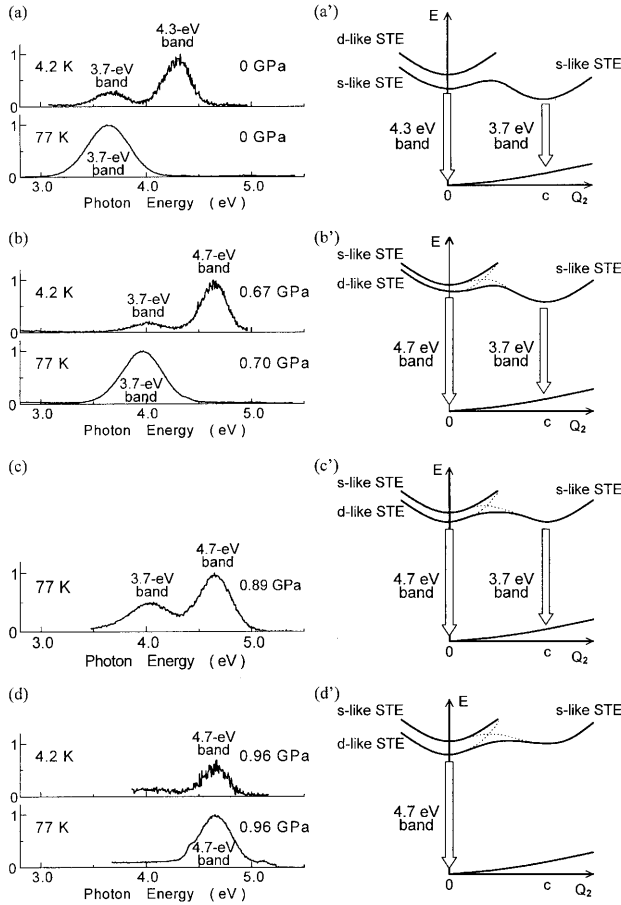 (a)
4.3-eV
band
3.7-eV
band
4.2 K
0 GPa
1
0
77 K
0 GPa
3.7-eV
band
1
0
3.0 4.0 5.0
Photon Energy ( eV )
(a')
E
d-like STE
s-like STE
s-like STE
4.3 eV
band
3.7 eV
band
0 c Q2
(b)
4.7-eV
band
3.7-eV
band
4.2 K
0.67 GPa
1
0
77 K
0.70 GPa
3.7-eV
band
1
0
3.0 4.0 5.0
Photon Energy ( eV )
(b')
E
s-like STE
s-like STE
d-like STE
4.7 eV
band
3.7 eV
band
0 c Q2
(c)
4.7-eV
band
3.7-eV
band
77 K
0.89 GPa
1
0
3.0 4.0 5.0
Photon Energy ( eV )
(c')
E
s-like STE
s-like STE
d-like STE
4.7 eV
band
3.7 eV
band
0 c Q2
(d)
4.7-eV
band
4.2 K
0.96 GPa
1
0
77 K
0.96 GPa
4.7-eV
band
1
0
3.0 4.0 5.0
Photon Energy ( eV )
(d')
E
s-like STE
s-like STE
d-like STE
4.7 eV
band
0 c Q2